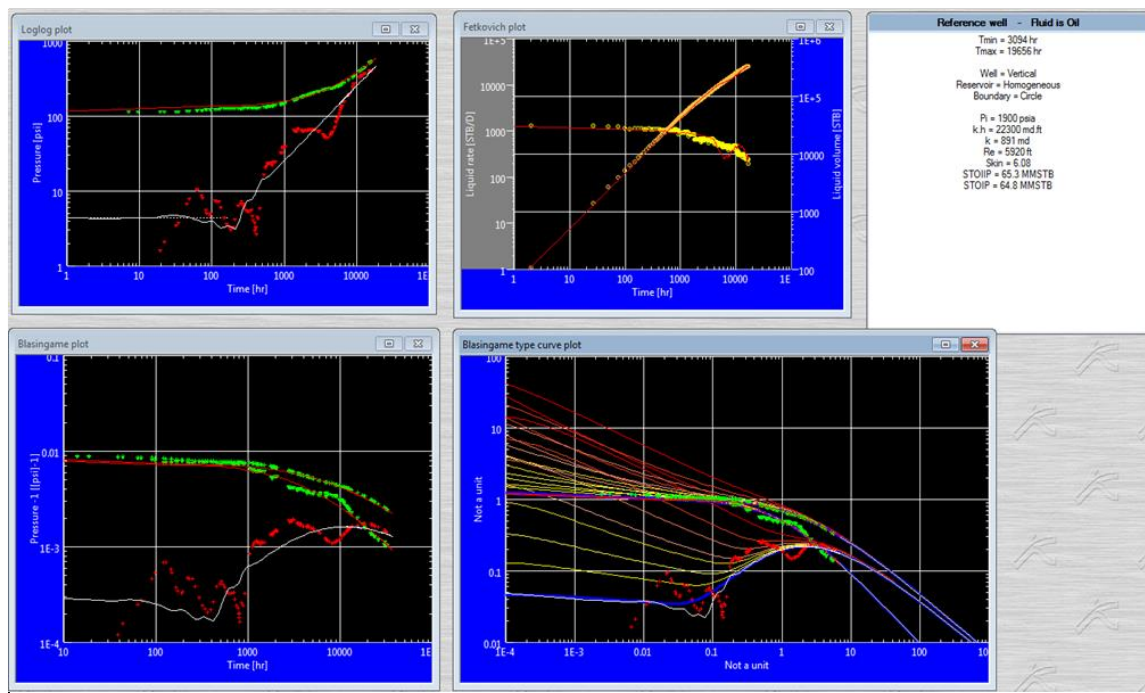 Loglog plot
1000
100
10
1
Pressure [psi]
1
10
100
1000
10000
1E
Time [hr]
Fetkovich plot
1E+5
10000
1000
100
10
1
Liquid rate [STB/D]
1E+6
1E+5
10000
1000
100
Liquid volume [STB]
1
10
100
1000
10000
1E
Time [hr]
Reference well - Fluid is Oil
Tmin = 3094 hr
Tmax = 19656 hr
Well = Vertical
Reservoir = Homogeneous
Boundary = Circle
Pi = 1900 psia
k.h = 22300 md.ft
k = 891 md
Re = 5920 ft
Skin = 6.08
STOIIP = 65.3 MMSTB
STOIP = 64.8 MMSTB
Blasingame plot
0.1
0.01
1E-3
1E-4
Pressure -1 [[psi]-1]
10
100
1000
10000
1E
Time [hr]
Blasingame type curve plot
100
10
1
0.1
0.01
Not a unit
1E-4
1E-3
0.01
0.1
1
10
100
100
Not a unit